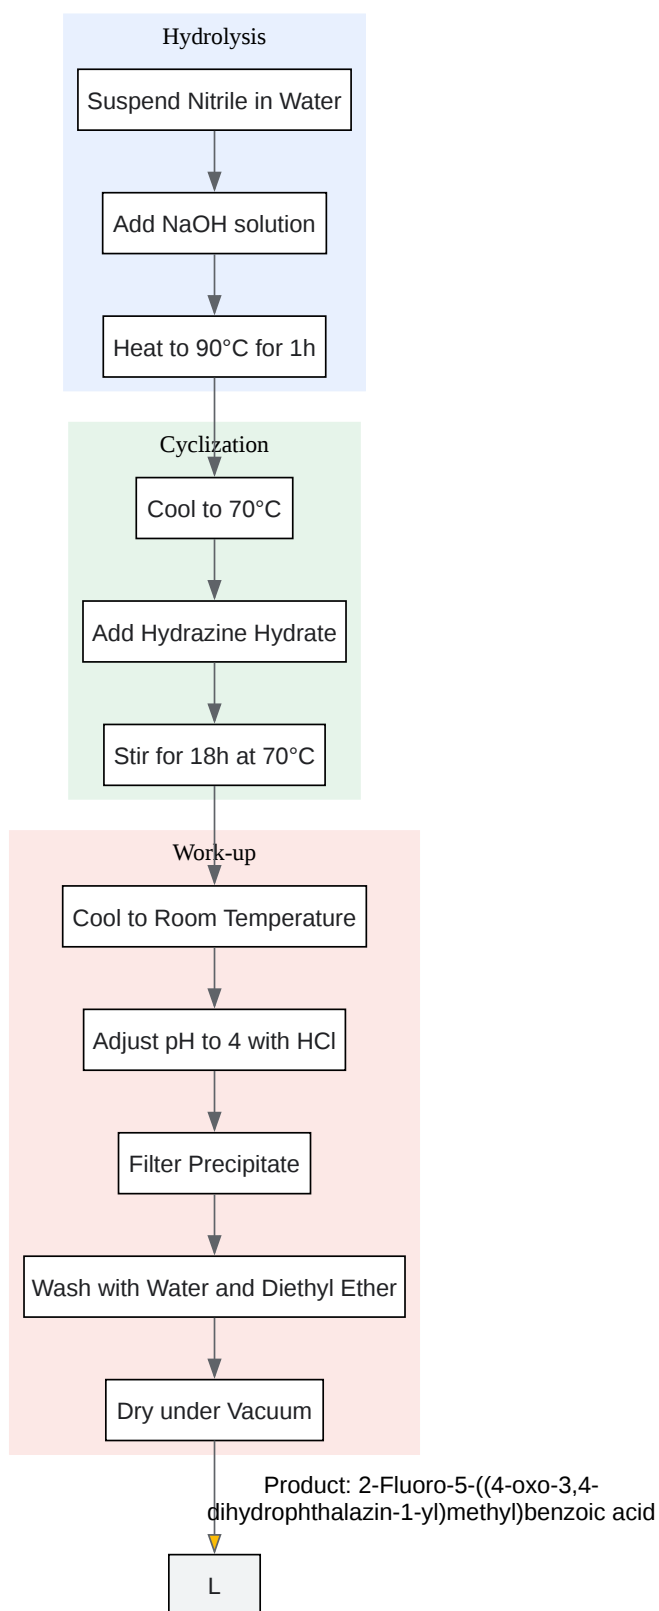 Hydrolysis
Suspend Nitrile in Water
Add NaOH solution
Heat to 90°C for 1h
Cyclization
Cool to 70°C
Add Hydrazine Hydrate
Stir for 18h at 70°C
Work-up
Cool to Room Temperature
Adjust pH to 4 with HCl
Filter Precipitate
Wash with Water and Diethyl Ether
Dry under Vacuum
Product: 2-Fluoro-5-((4-oxo-3,4-
dihydrophthalazin-1-yl)methyl)benzoic acid
L